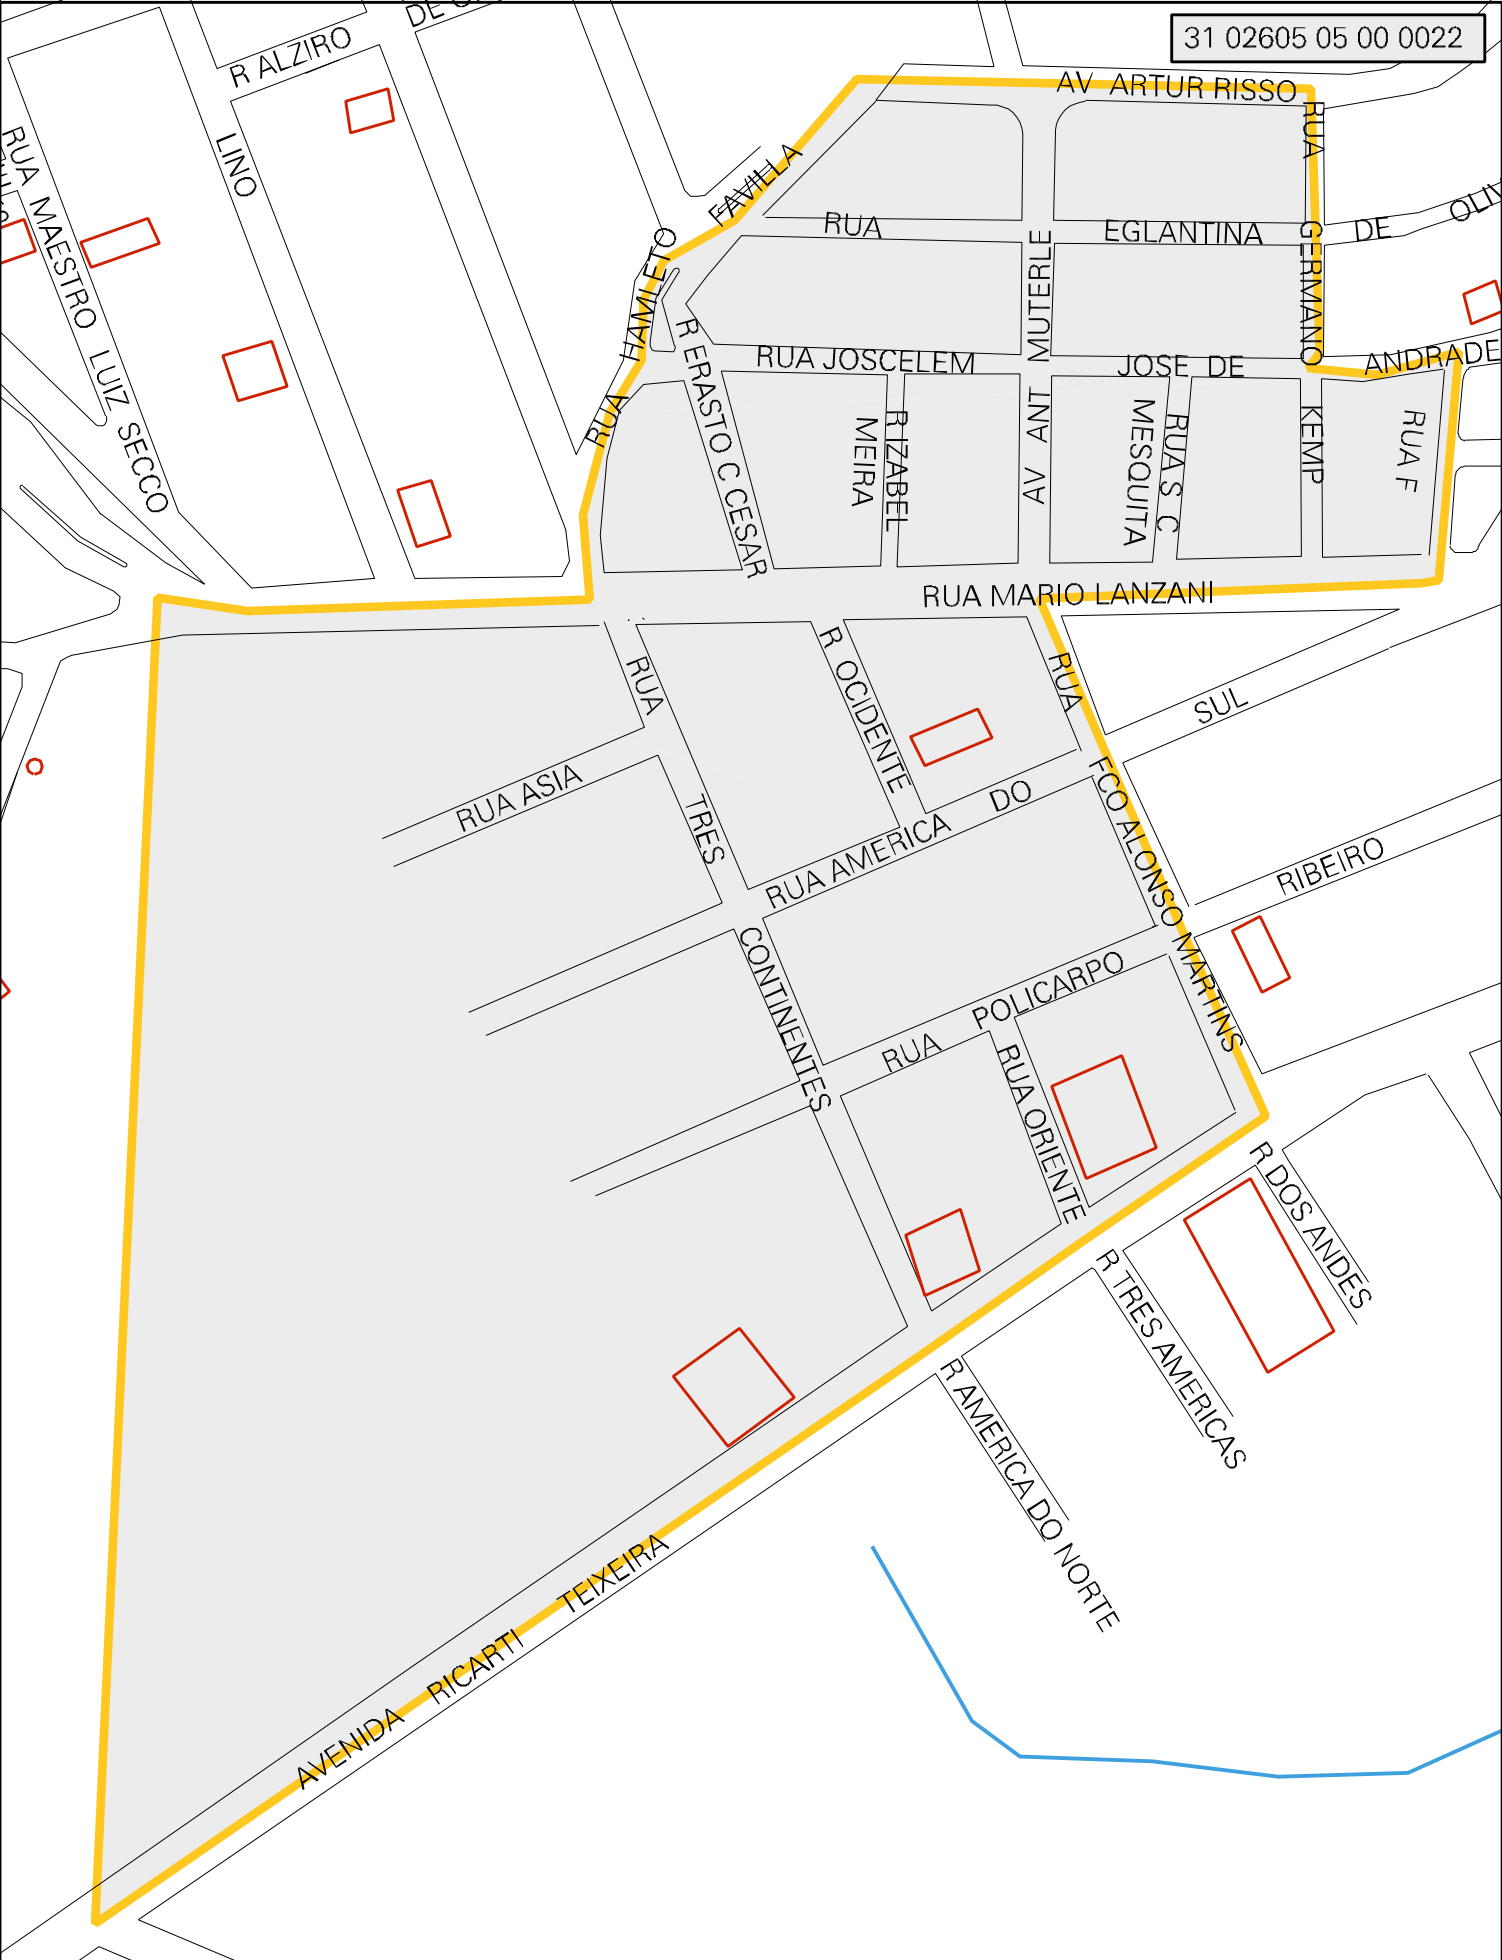 31 02605 05 00 0022
R ALZIRO
LINO
RUA MAESTRO LUIZ SECCO
AV ARTUR RISSO
RUA GERMANO KEMP
RUA HAMLETO FAVILLA
RUA EGLANTINA DE
R ERASTO C CESAR
AV ANT MUTERLE
RUA JOSCELEM JOSE DE ANDRADE
R IZABEL
MEIRA
RUA S C
MESQUITA
RUA F
RUA MARIO LANZANI
RUA TRES CONTINENTES
R OCIDENTE
RUA FCO ALONSO MARTINS
RUA ASIA
RUA AMERICA DO SUL
RUA POLICARPO RIBEIRO
RUA ORIENTE
R DOS ANDES
R TRES AMERICAS
R AMERICA DO NORTE
AVENIDA RICARTI TEIXEIRA